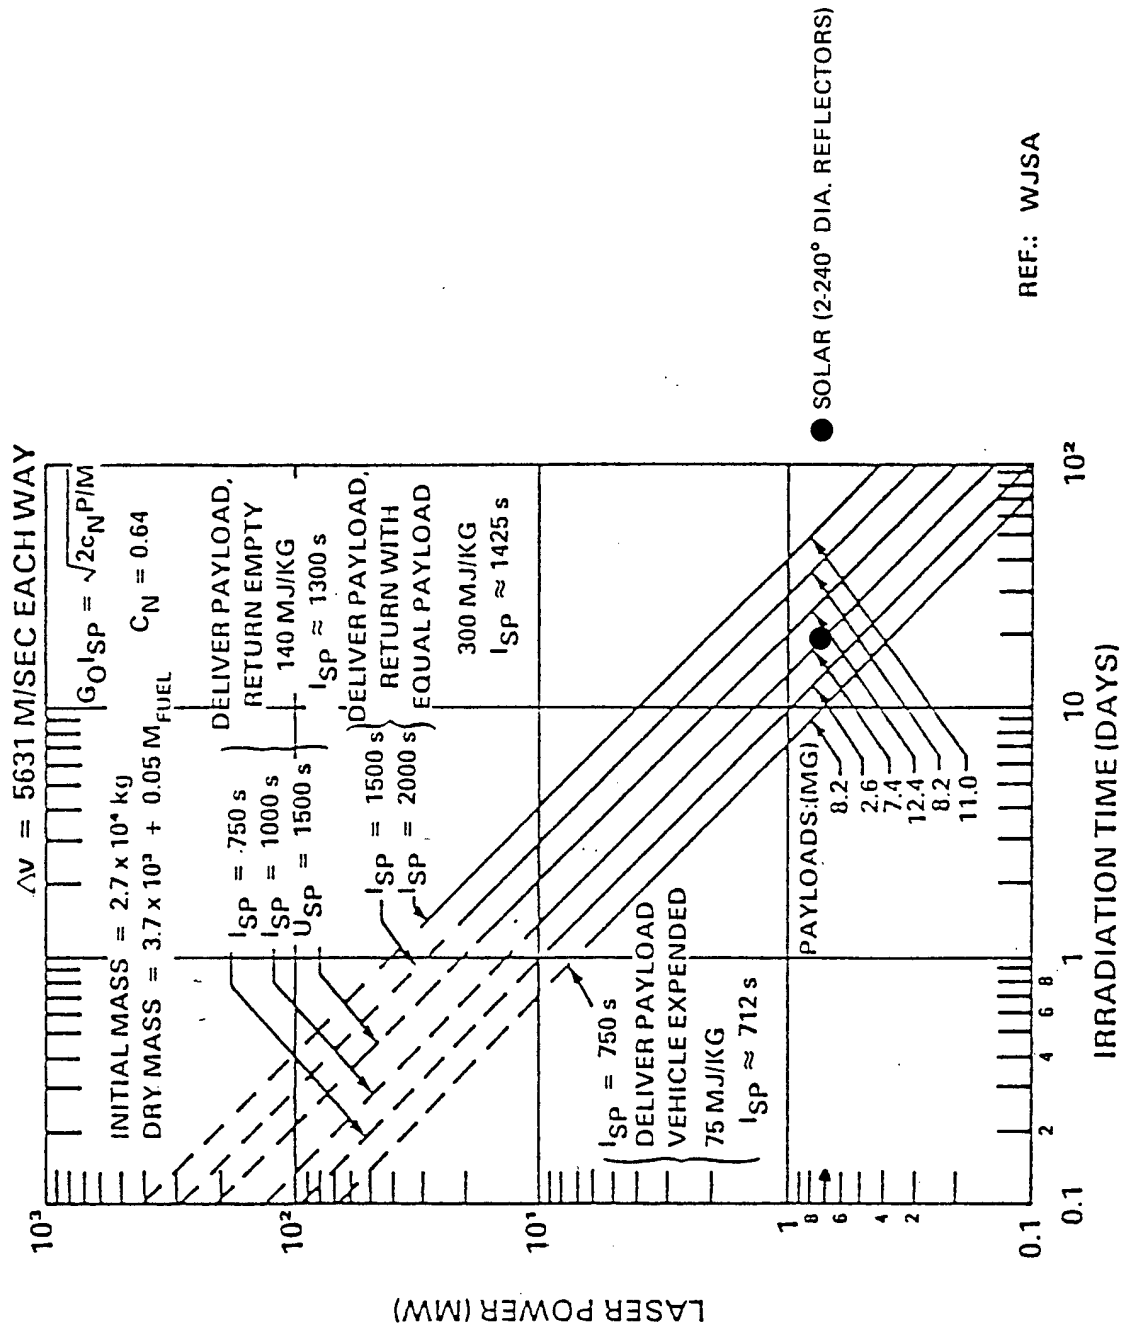 Δv = 5631 M/SEC EACH WAY
INITIAL MASS = 2.7 x 10⁴ kg
DRY MASS = 3.7 x 10³ + 0.05 M_FUEL
G_O I_SP = √2c_N P/M
C_N = 0.64
I_SP = 750 s
I_SP = 1000 s
U_SP = 1500 s
DELIVER PAYLOAD,
RETURN EMPTY
140 MJ/KG
I_SP ≈ 1300 s
I_SP = 1500 s
I_SP = 2000 s
DELIVER PAYLOAD,
RETURN WITH
EQUAL PAYLOAD
300 MJ/KG
I_SP ≈ 1425 s
I_SP = 750 s
DELIVER PAYLOAD
VEHICLE EXPENDED
75 MJ/KG
I_SP ≈ 712 s
PAYLOADS:(MG)
8.2
2.6
7.4
12.4
8.2
11.0
SOLAR (2-240° DIA. REFLECTORS)
REF.: WJSA
LASER POWER (MW)
10³
10²
10¹
1
8
6
4
2
0.1
0.1
2
4
6
8
1
10
10²
IRRADIATION TIME (DAYS)